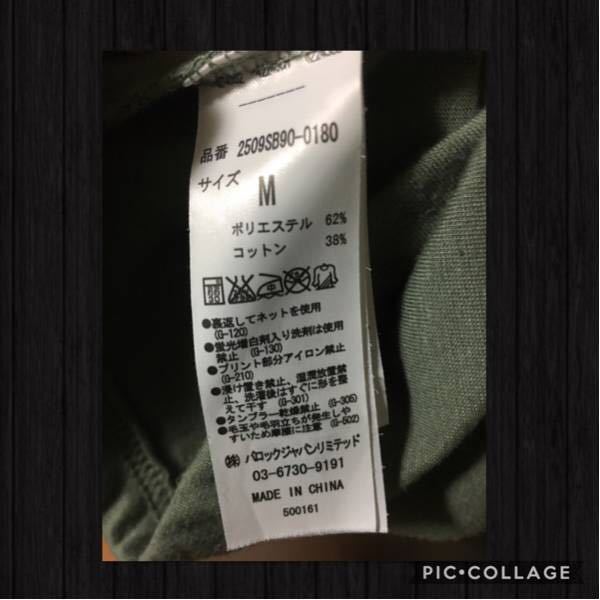 品番 2509SB90-0180
サイズ
M
ポリエステル 62%
コットン 38%
●裏返してネットを使用
(G-120)
●蛍光増白剤入り洗剤は使用
禁止 (G-130)
●プリント部分アイロン禁止
(G-210)
●浸け置き禁止、湿潤放置禁
止、洗濯後はすぐに形を整
えて干す (G-301)
●タンブラー乾燥禁止 (G-305)
●毛玉や毛羽立ちが発生しや
すいため摩擦に注意 (G-502)
㈱バロックジャパンリミテッド
03-6730-9191
MADE IN CHINA
500161
PIC•COLLAGE